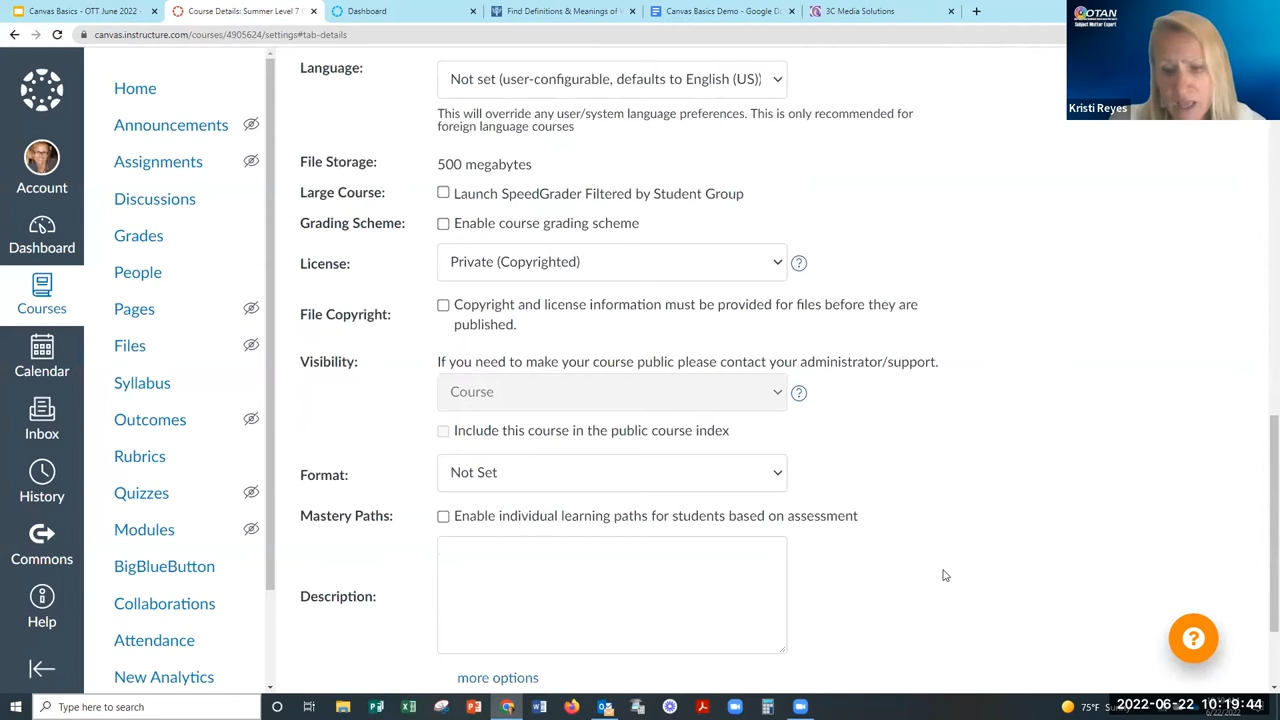 Canvas Basics - OTT June 2022
Course Details: Summer Level 7 C
Dashboard
Find Definitions & Meanings of W
Canvas Basics Demo - Google Do
3C Media Solutions
canvas.instructure.com/courses/4905624/settings#tab-details
OTAN
Subject Matter Expert
Kristi Reyes
Account
Dashboard
Courses
Calendar
Inbox
History
Commons
Help
Home
Announcements
Assignments
Discussions
Grades
People
Pages
Files
Syllabus
Outcomes
Rubrics
Quizzes
Modules
BigBlueButton
Collaborations
Attendance
New Analytics
Language:
Not set (user-configurable, defaults to English (US))
This will override any user/system language preferences. This is only recommended for
foreign language courses
File Storage:
500 megabytes
Large Course:
Launch SpeedGrader Filtered by Student Group
Grading Scheme:
Enable course grading scheme
License:
Private (Copyrighted)
File Copyright:
Copyright and license information must be provided for files before they are
published.
Visibility:
If you need to make your course public please contact your administrator/support.
Course
Include this course in the public course index
Format:
Not Set
Mastery Paths:
Enable individual learning paths for students based on assessment
Description:
more options
Type here to search
75°F
2022-06-22 10:19:44